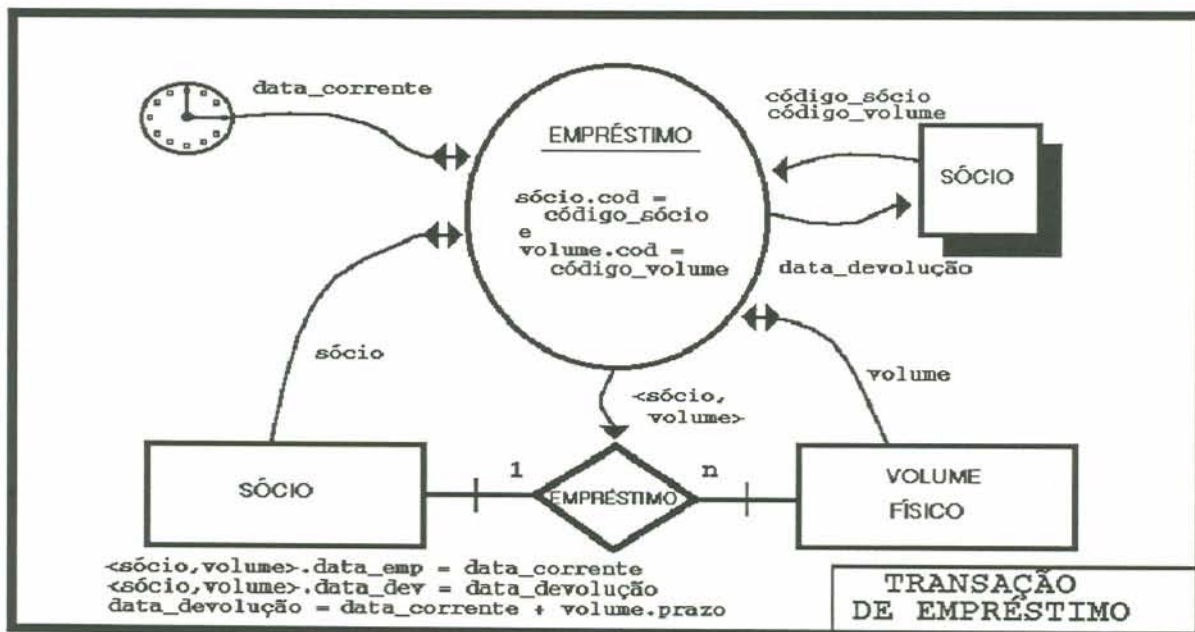 data_corrente
código_sócio
código_volume
EMPRÉSTIMO
SÓCIO
sócio.cod =
código_sócio
e
volume.cod =
código_volume
data_devolução
sócio
volume
<sócio,
volume>
1
n
SÓCIO
EMPRÉSTIMO
VOLUME
FÍSICO
<sócio,volume>.data_emp = data_corrente
<sócio,volume>.data_dev = data_devolução
data_devolução = data_corrente + volume.prazo
TRANSAÇÃO
DE EMPRÉSTIMO